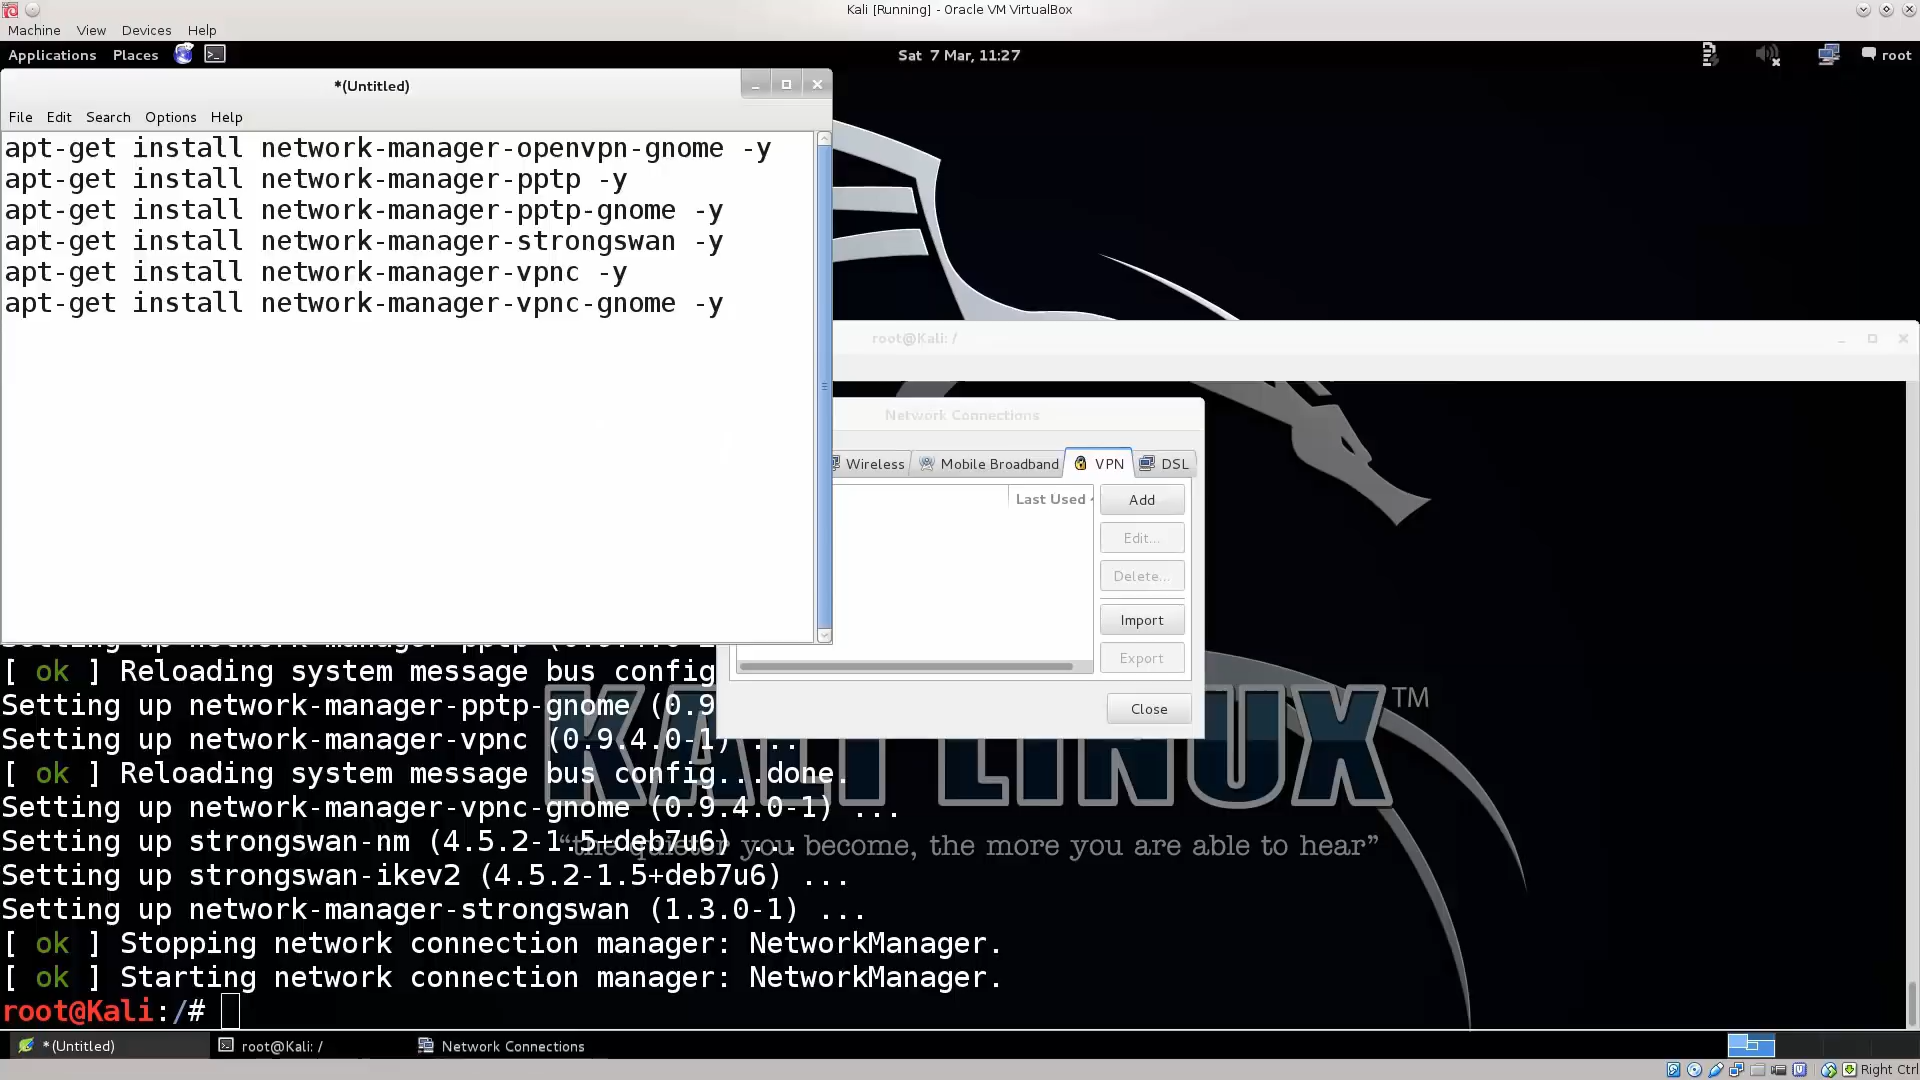 Kali [Running] - Oracle VM VirtualBox
Machine View Devices Help
Applications Places Sat 7 Mar, 11:27 root
*(Untitled)
File Edit Search Options Help
apt-get install network-manager-openvpn-gnome -y
apt-get install network-manager-pptp -y
apt-get install network-manager-pptp-gnome -y
apt-get install network-manager-strongswan -y
apt-get install network-manager-vpnc -y
apt-get install network-manager-vpnc-gnome -y
root@Kali: /
Network Connections
Wireless Mobile Broadband VPN DSL
Last Used
Add
Edit...
Delete...
Import
Export
Close
Setting up network-manager-pptp
[ ok ] Reloading system message bus config
Setting up network-manager-pptp-gnome (0.9
Setting up network-manager-vpnc (0.9.4.0-1) ...
[ ok ] Reloading system message bus config...done.
Setting up network-manager-vpnc-gnome (0.9.4.0-1) ...
Setting up strongswan-nm (4.5.2-1.5+deb7u6) ...
Setting up strongswan-ikev2 (4.5.2-1.5+deb7u6) ...
Setting up network-manager-strongswan (1.3.0-1) ...
[ ok ] Stopping network connection manager: NetworkManager.
[ ok ] Starting network connection manager: NetworkManager.
root@Kali:/#
KALI LINUX™
“the quieter you become, the more you are able to hear”
*(Untitled) root@Kali: / Network Connections
Right Ctrl